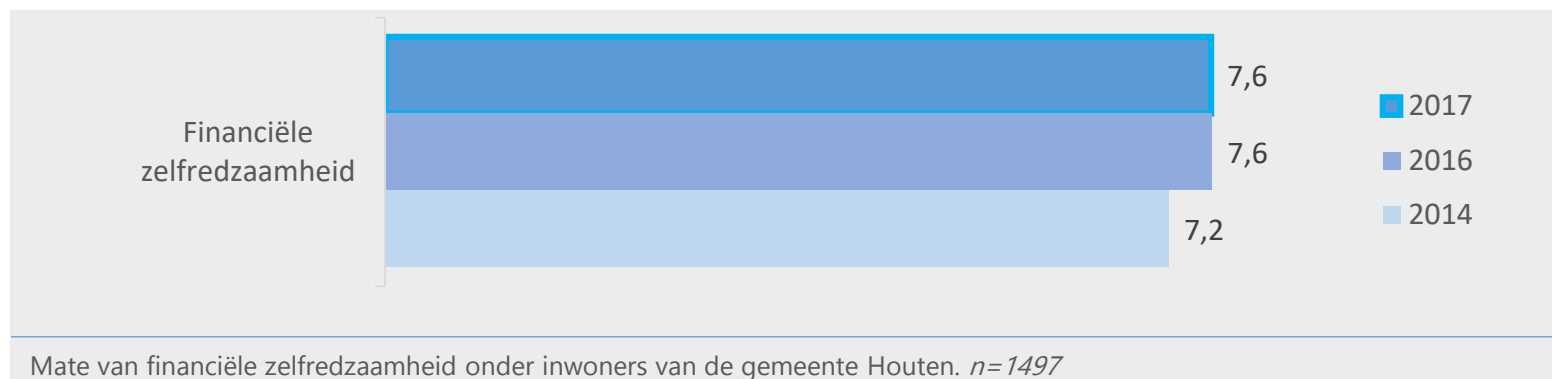 Financiële
zelfredzaamheid
7,6
7,6
7,2
2017
2016
2014
Mate van financiële zelfredzaamheid onder inwoners van de gemeente Houten. n=1497